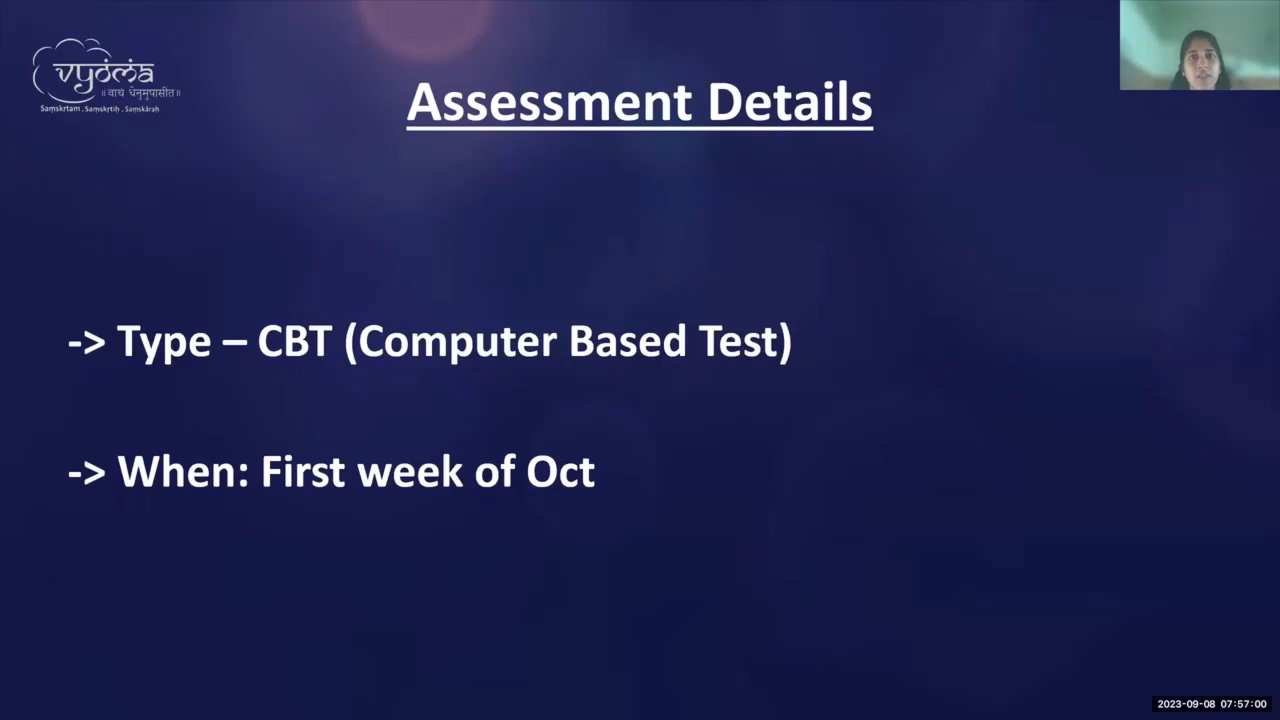 vyoma
॥ वाचं धेनुमुपासीत॥
Saṃskṛtam . Saṃskṛtiḥ . Saṃskāraḥ
Assessment Details
-> Type – CBT (Computer Based Test)
-> When: First week of Oct
2023-09-08 07:57:00